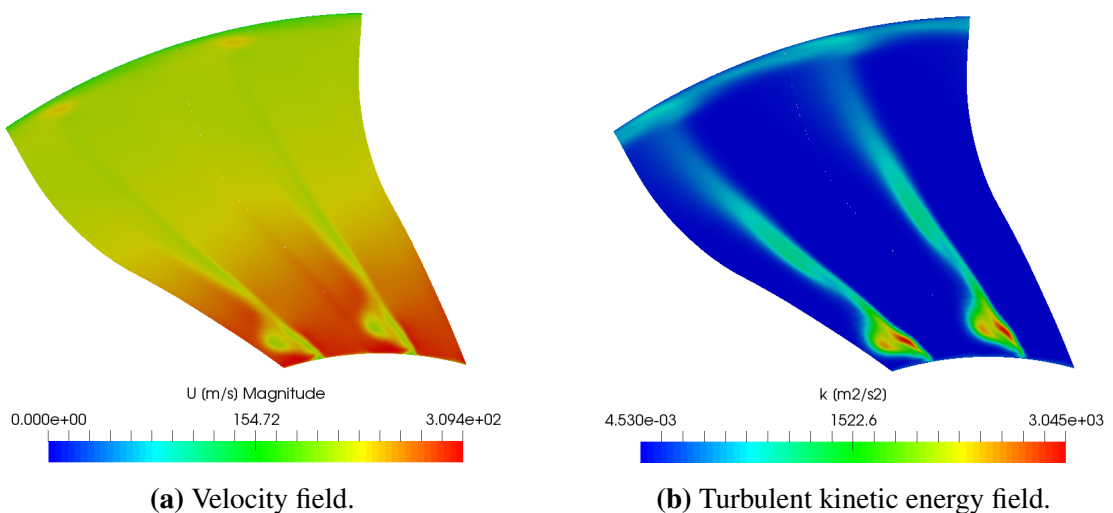 U [m/s] Magnitude
0.000e+00 154.72 3.094e+02
(a) Velocity field.
k [m2/s2]
4.530e-03 1522.6 3.045e+03
(b) Turbulent kinetic energy field.